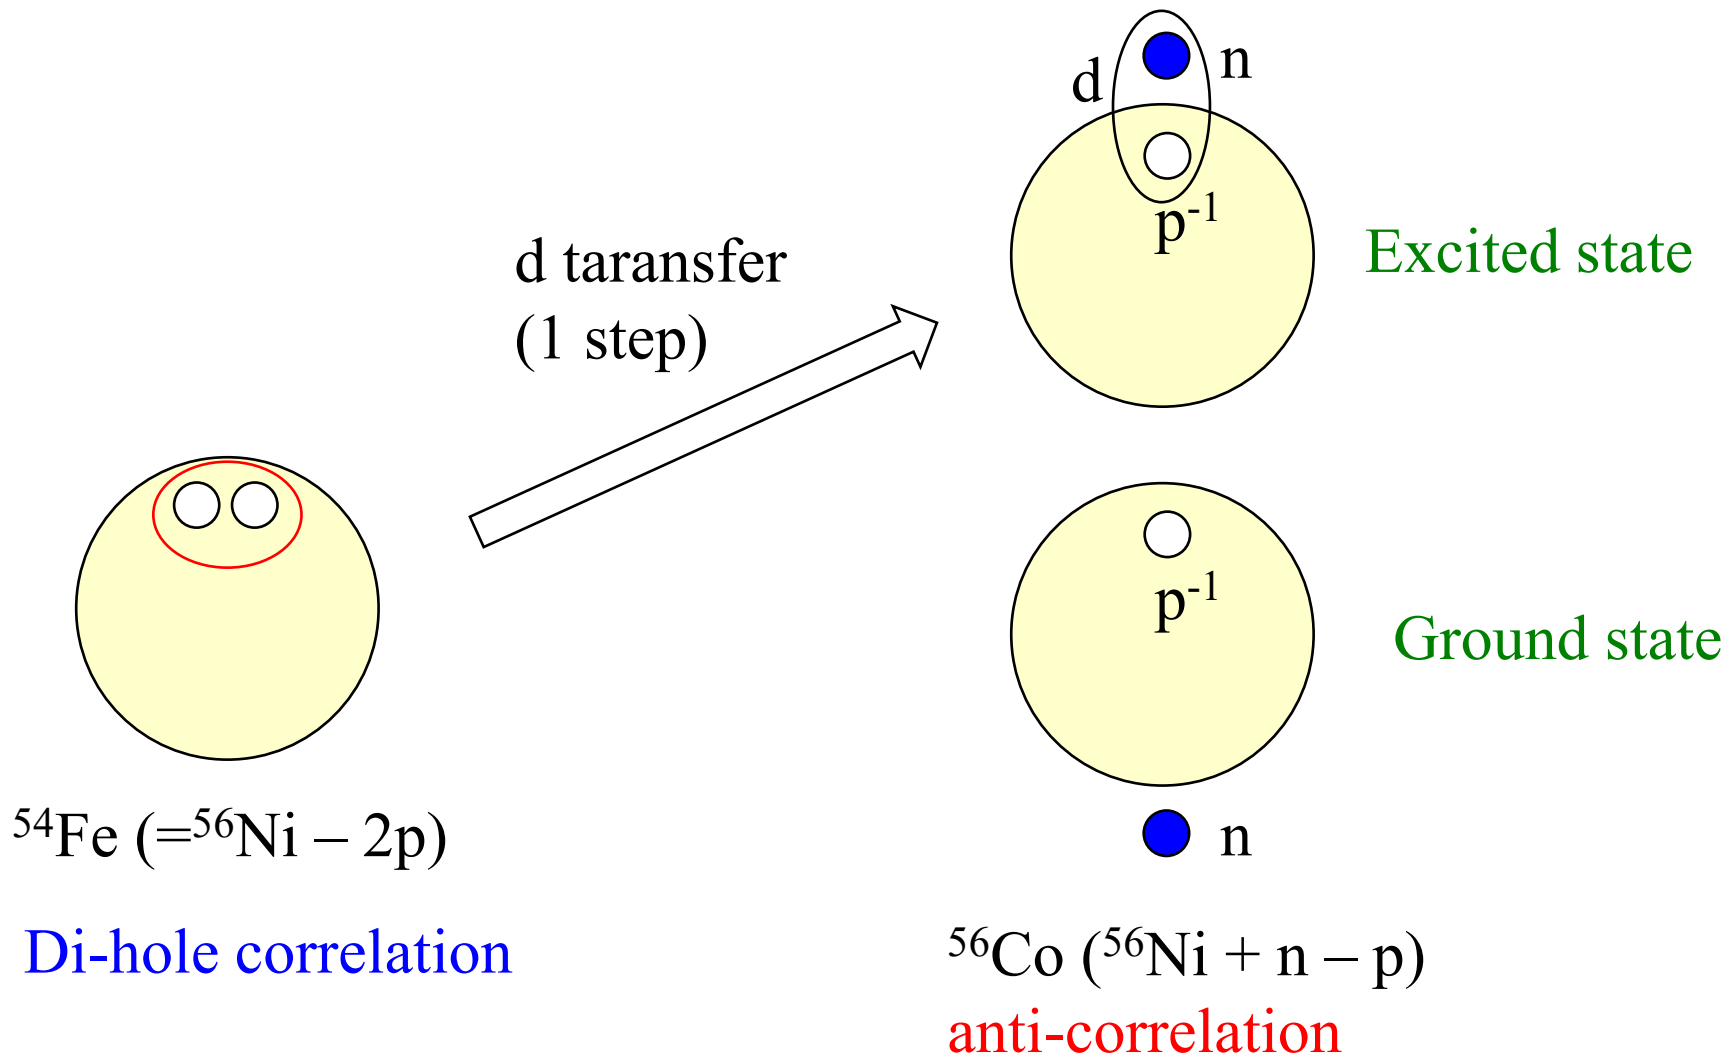 d
n
p⁻¹
Excited state
d taransfer
(1 step)
p⁻¹
Ground state
n
⁵⁴Fe (=⁵⁶Ni – 2p)
Di-hole correlation
⁵⁶Co (⁵⁶Ni + n – p)
anti-correlation